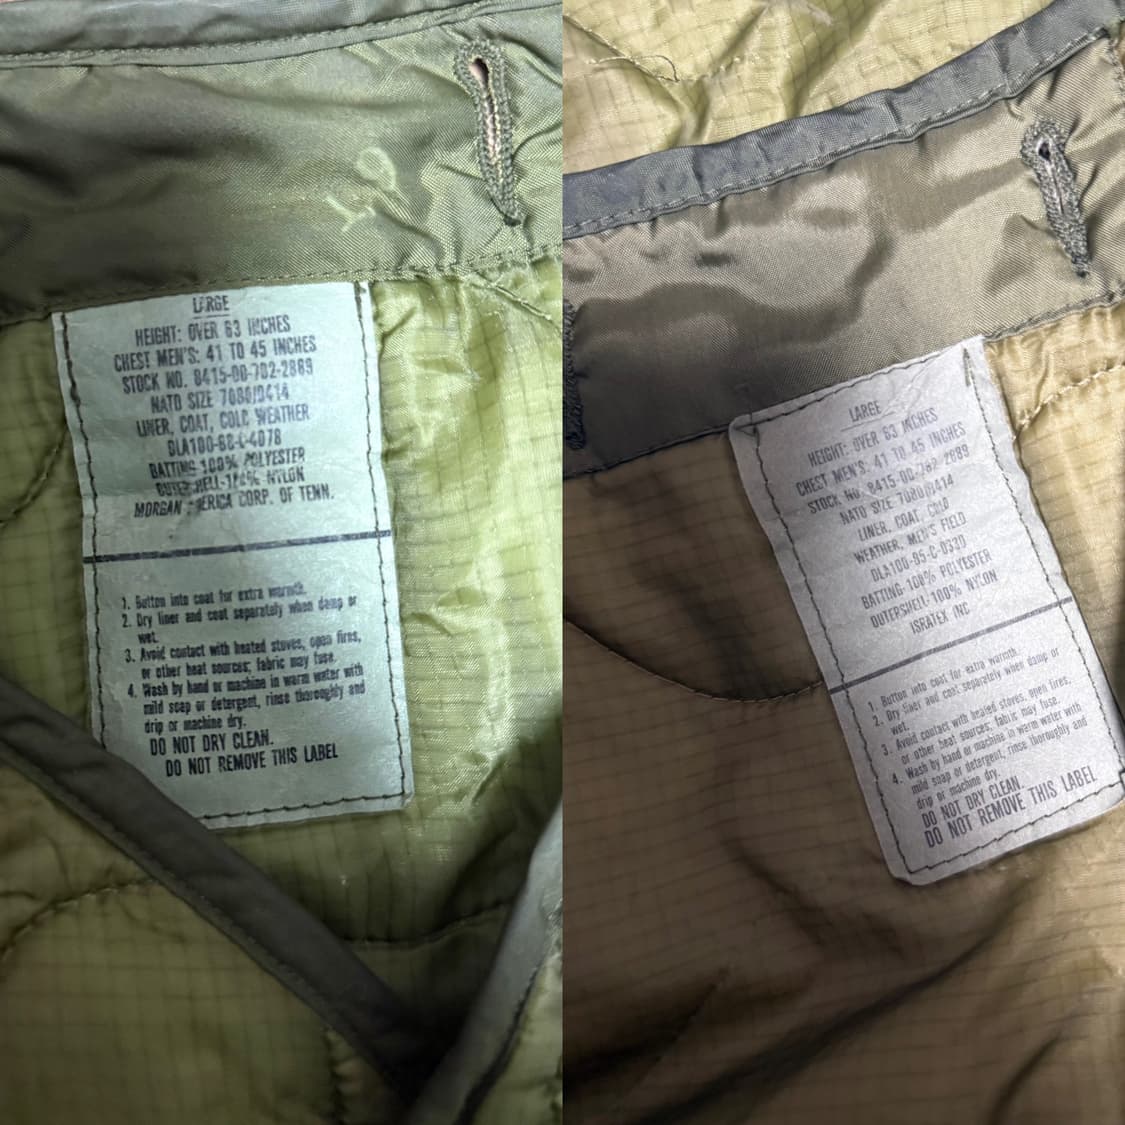 LARGE
HEIGHT: OVER 63 INCHES
CHEST MEN'S: 41 TO 45 INCHES
STOCK NO. 8415-00-782-2889
NATO SIZE 7080/0414
LINER, COAT, COLD WEATHER
DLA100-88-C-4078
BATTING 100% POLYESTER
NYLON
MORGAN CORP. OF TENN.
1. Button into coat for extra warmth.
2. Dry liner and coat separately when damp or
wet.
3. Avoid contact with heated stoves, open fires,
or other heat sources; fabric may fuse.
4. Wash by hand or machine in warm water with
mild soap or detergent, rinse thoroughly and
drip or machine dry.
DO NOT DRY CLEAN.
DO NOT REMOVE THIS LABEL
LARGE
HEIGHT: OVER 63 INCHES
CHEST MEN'S: 41 TO 45 INCHES
STOCK NO. 8415-00-782-2889
NATO SIZE 7080/0414
LINER, COAT, COLD
WEATHER, MEN'S FIELD
DLA100-85-C-0320
BATTING-100% POLYESTER
OUTERSHELL-100% NYLON
ISRATEX INC
1. Button into coat for extra warmth.
2. Dry liner and coat separately when damp or
wet.
3. Avoid contact with heated stoves, open fires,
or other heat sources; fabric may fuse.
4. Wash by hand or machine in warm water with
mild soap or detergent, rinse thoroughly and
drip or machine dry.
DO NOT DRY CLEAN
DO NOT REMOVE THIS LABEL